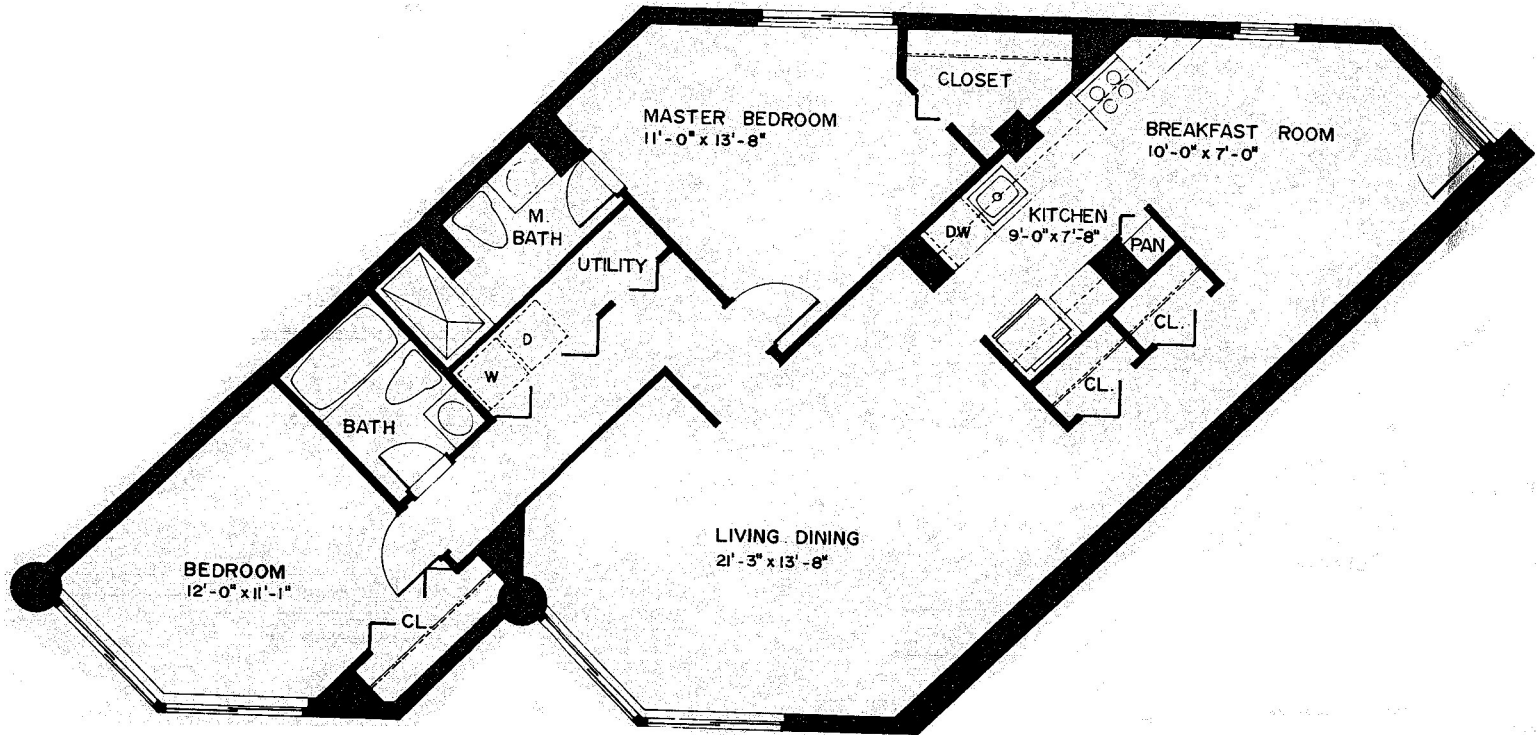 CLOSET
MASTER BEDROOM
11'-0" x 13'-8"
BREAKFAST ROOM
10'-0" x 7'-0"
M.
BATH
KITCHEN
9'-0" x 7'-8"
D.W
PAN
UTILITY
CL.
D
W
CL.
BATH
LIVING DINING
21'-3" x 13'-8"
BEDROOM
12'-0" x 11'-1"
CL.